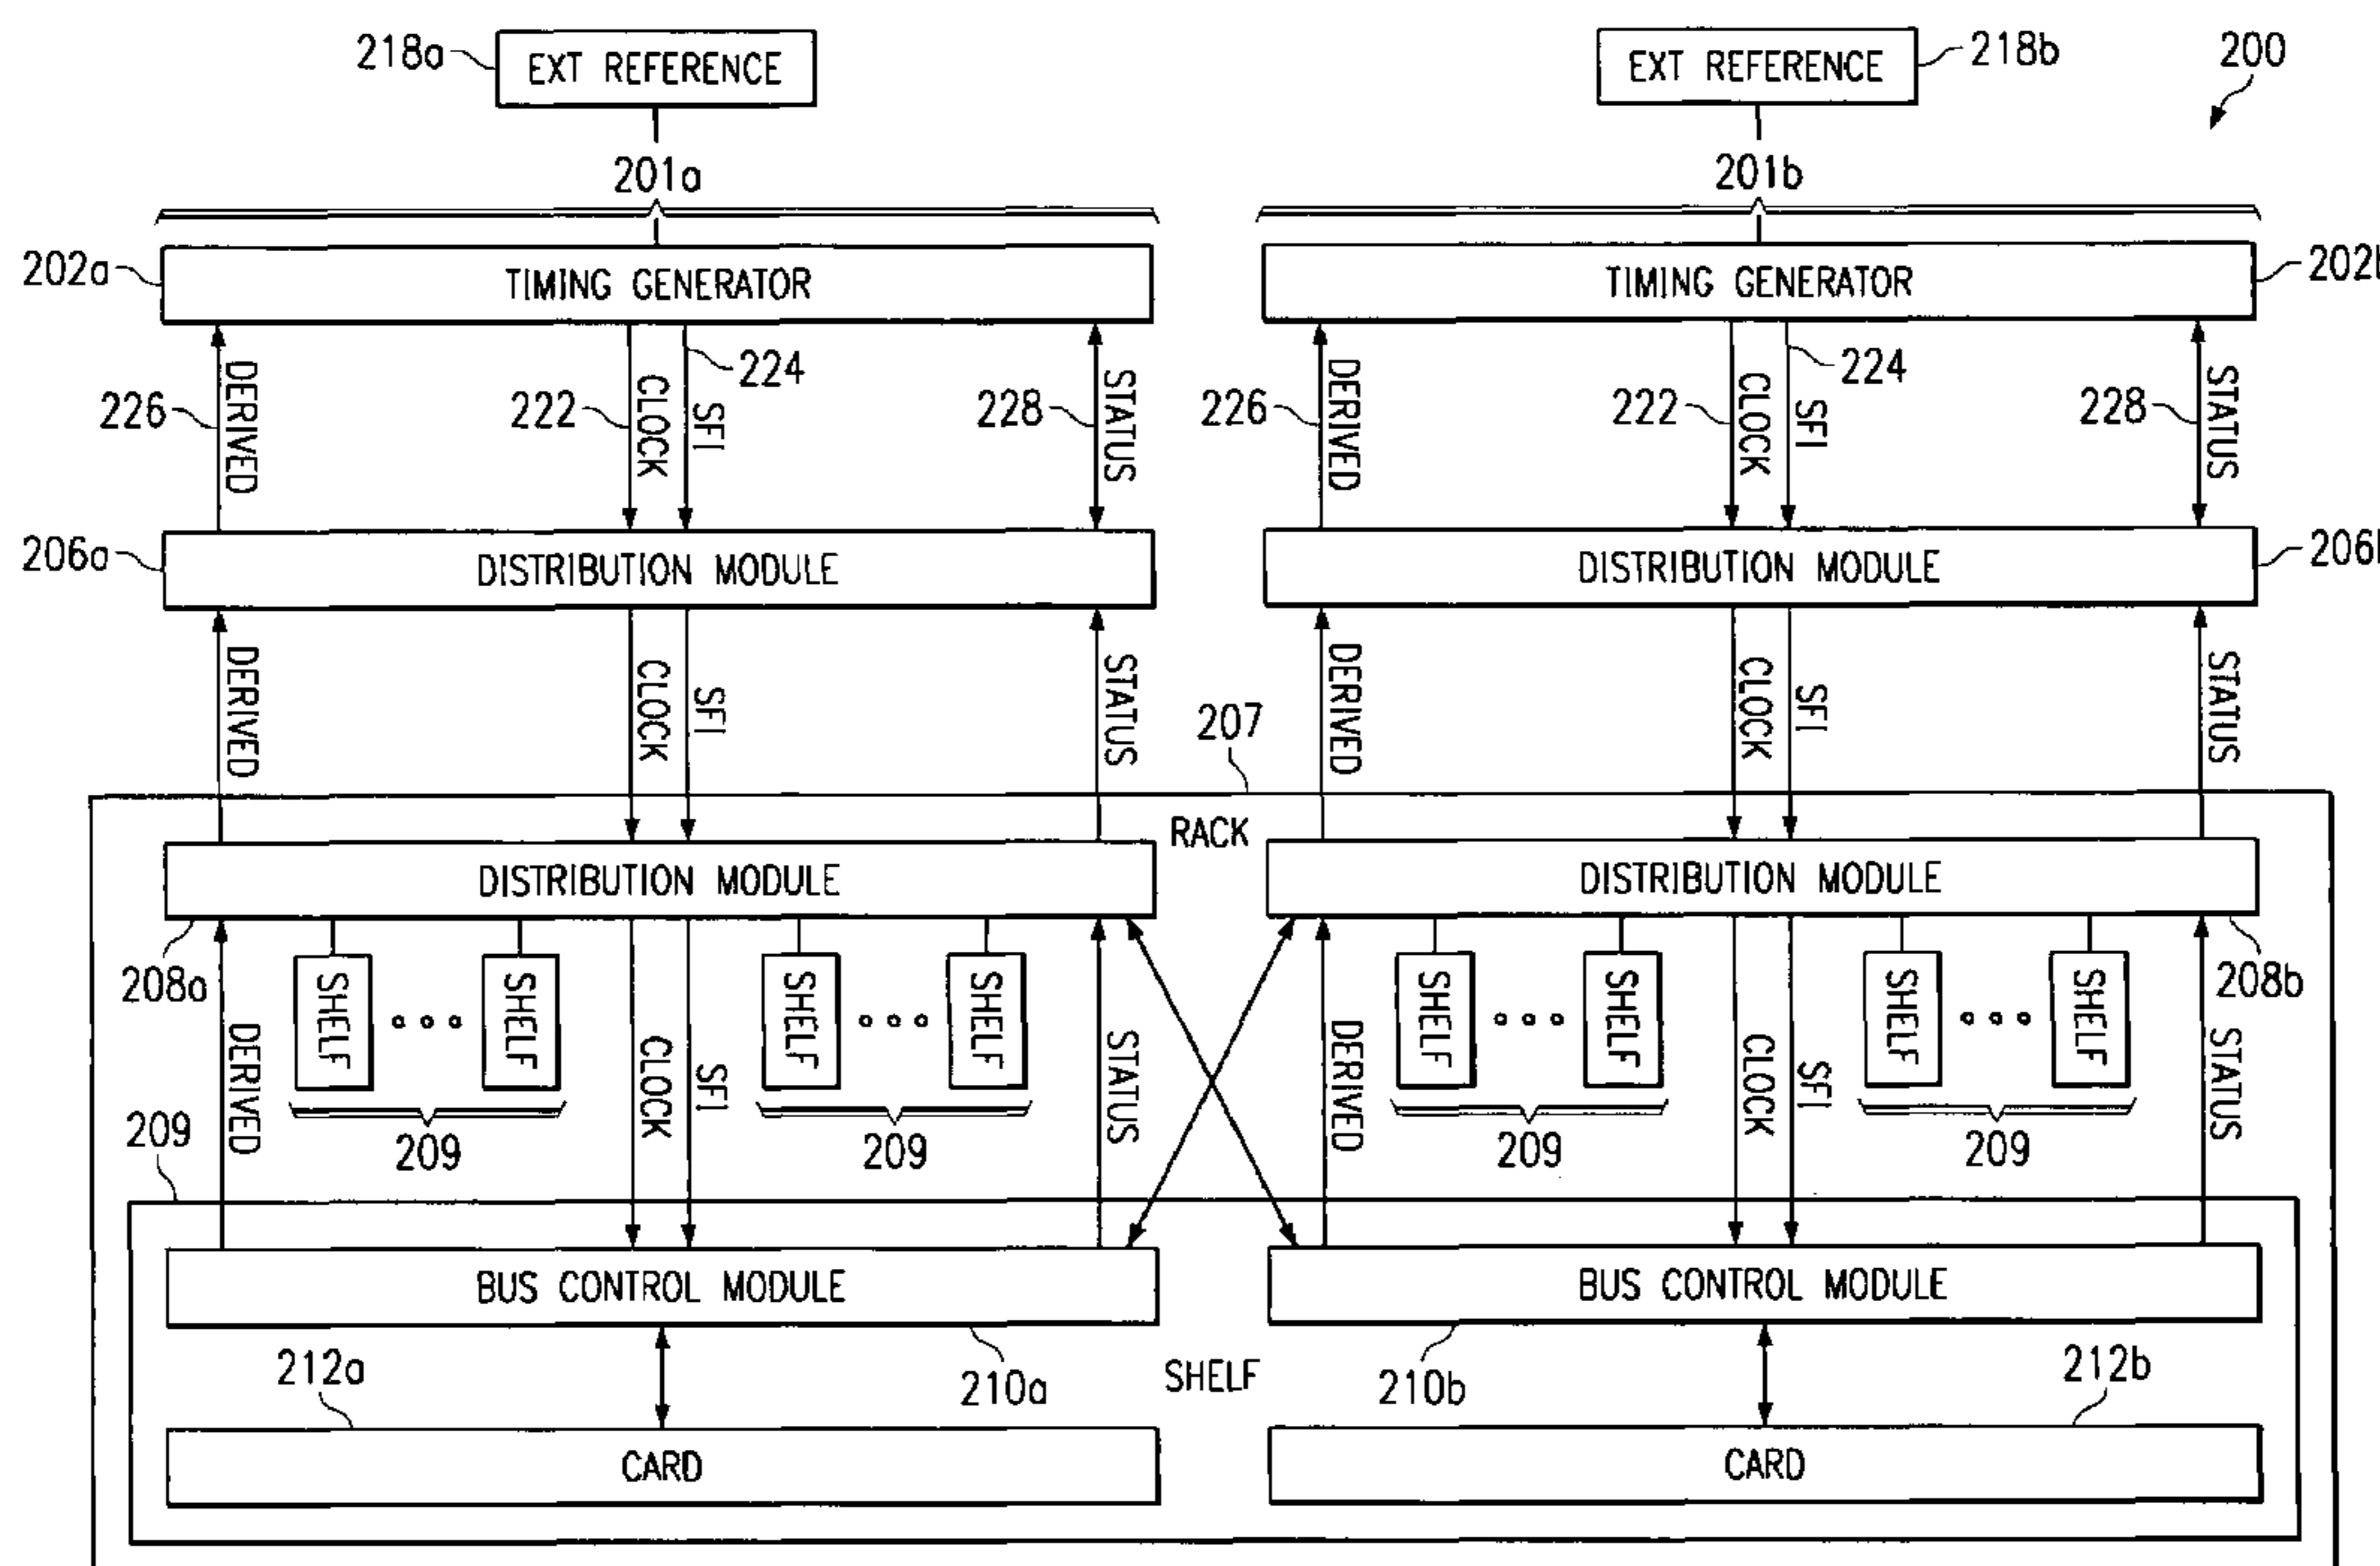 218a EXT REFERENCE EXT REFERENCE 218b 200
201a 201b
202a TIMING GENERATOR TIMING GENERATOR 202b
226 DERIVED 222 CLOCK SFI 224 228 STATUS 226 DERIVED 222 CLOCK SFI 224 228 STATUS
206a DISTRIBUTION MODULE DISTRIBUTION MODULE 206
DERIVED CLOCK SFI STATUS 207 DERIVED CLOCK SFI STATUS
RACK
DISTRIBUTION MODULE DISTRIBUTION MODULE
208a SHELF SHELF SHELF SHELF SHELF SHELF SHELF SHELF 208b
DERIVED CLOCK SFI STATUS DERIVED CLOCK SFI STATUS
209 209 209 209 209
BUS CONTROL MODULE BUS CONTROL MODULE
212a 210a SHELF 210b 212b
CARD CARD